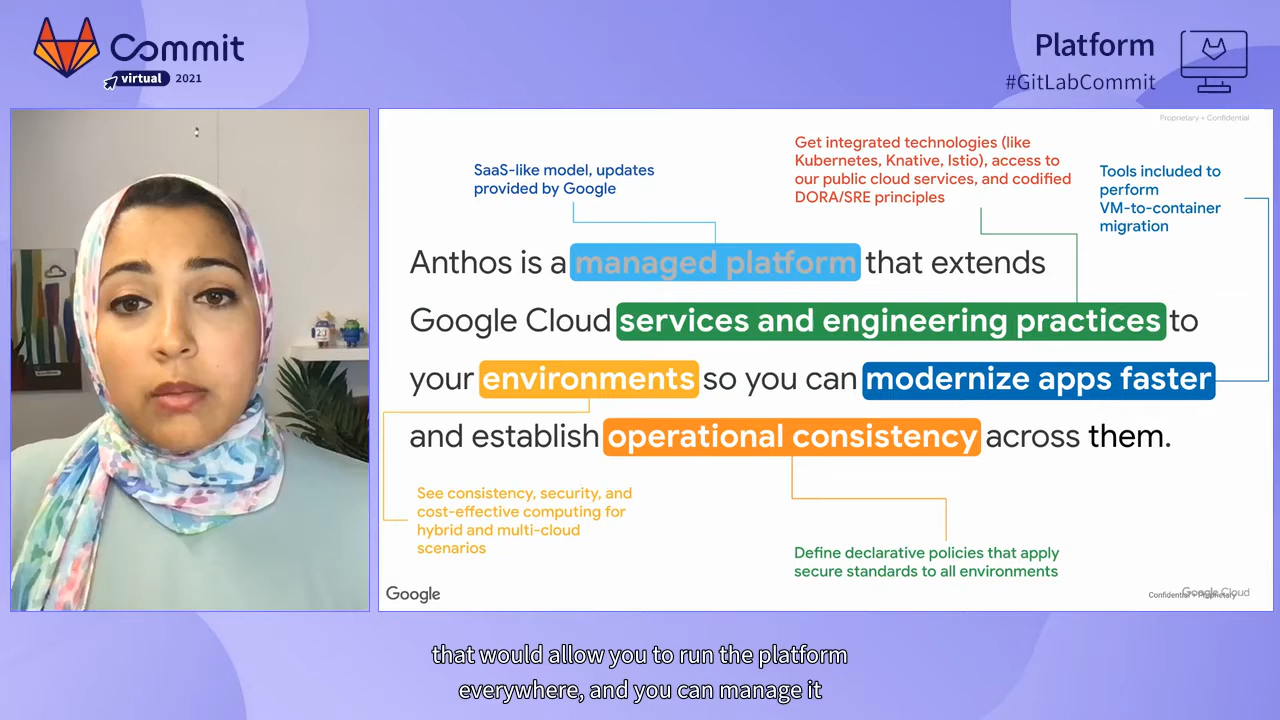 Commit
virtual 2021
Platform
#GitLabCommit
Proprietary + Confidential
SaaS-like model, updates
provided by Google
Get integrated technologies (like
Kubernetes, Knative, Istio), access to
our public cloud services, and codified
DORA/SRE principles
Tools included to
perform
VM-to-container
migration
Anthos is a managed platform that extends
Google Cloud services and engineering practices to
your environments so you can modernize apps faster
and establish operational consistency across them.
See consistency, security, and
cost-effective computing for
hybrid and multi-cloud
scenarios
Define declarative policies that apply
secure standards to all environments
Google
Google Cloud
Confidential + Proprietary
that would allow you to run the platform
everywhere, and you can manage it